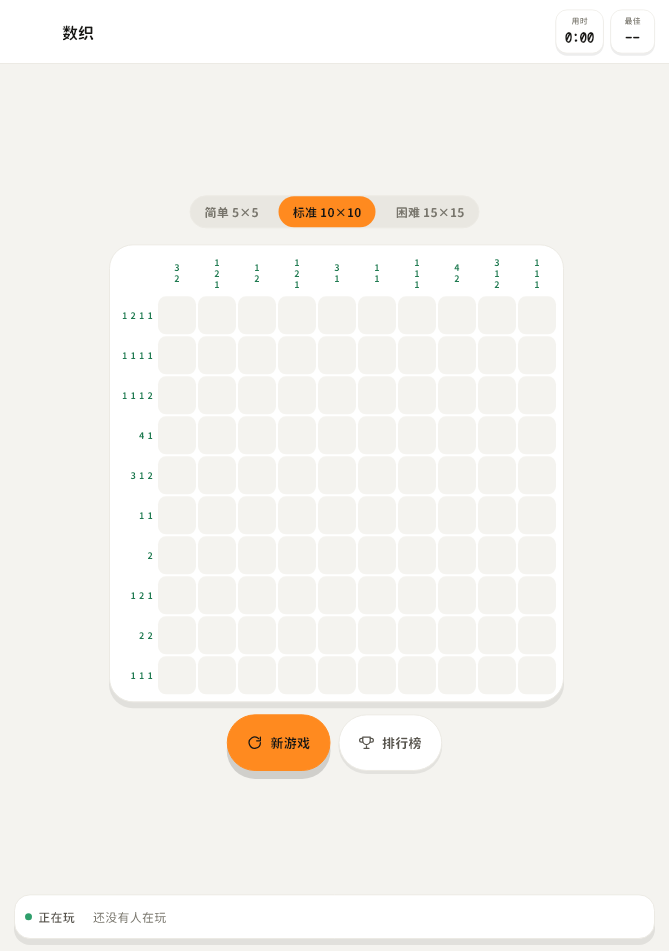 数织
用时
0:00
最佳
--
简单 5×5
标准 10×10
困难 15×15
3 1 1 1 3 1 1 4 3 1
2 2 2 2 1 1 1 2 1 1
1 1 1 2 1
1 2 1 1
1 1 1 1
1 1 1 2
4 1
3 1 2
1 1
2
1 2 1
2 2
1 1 1
新游戏
排行榜
正在玩
还没有人在玩